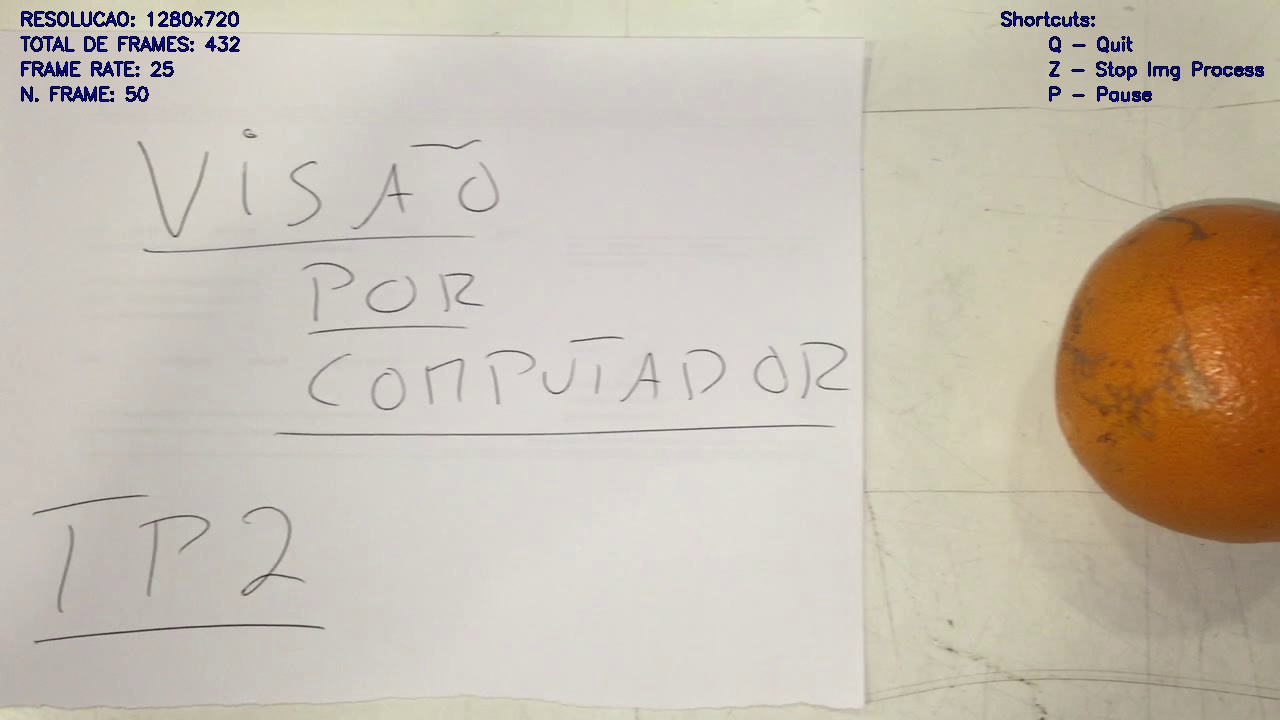 RESOLUCAO: 1280x720
TOTAL DE FRAMES: 432
FRAME RATE: 25
N. FRAME: 50
Shortcuts:
Q - Quit
Z - Stop Img Process
P - Pause
VISÃO
POR
COMPUTADOR
TP2